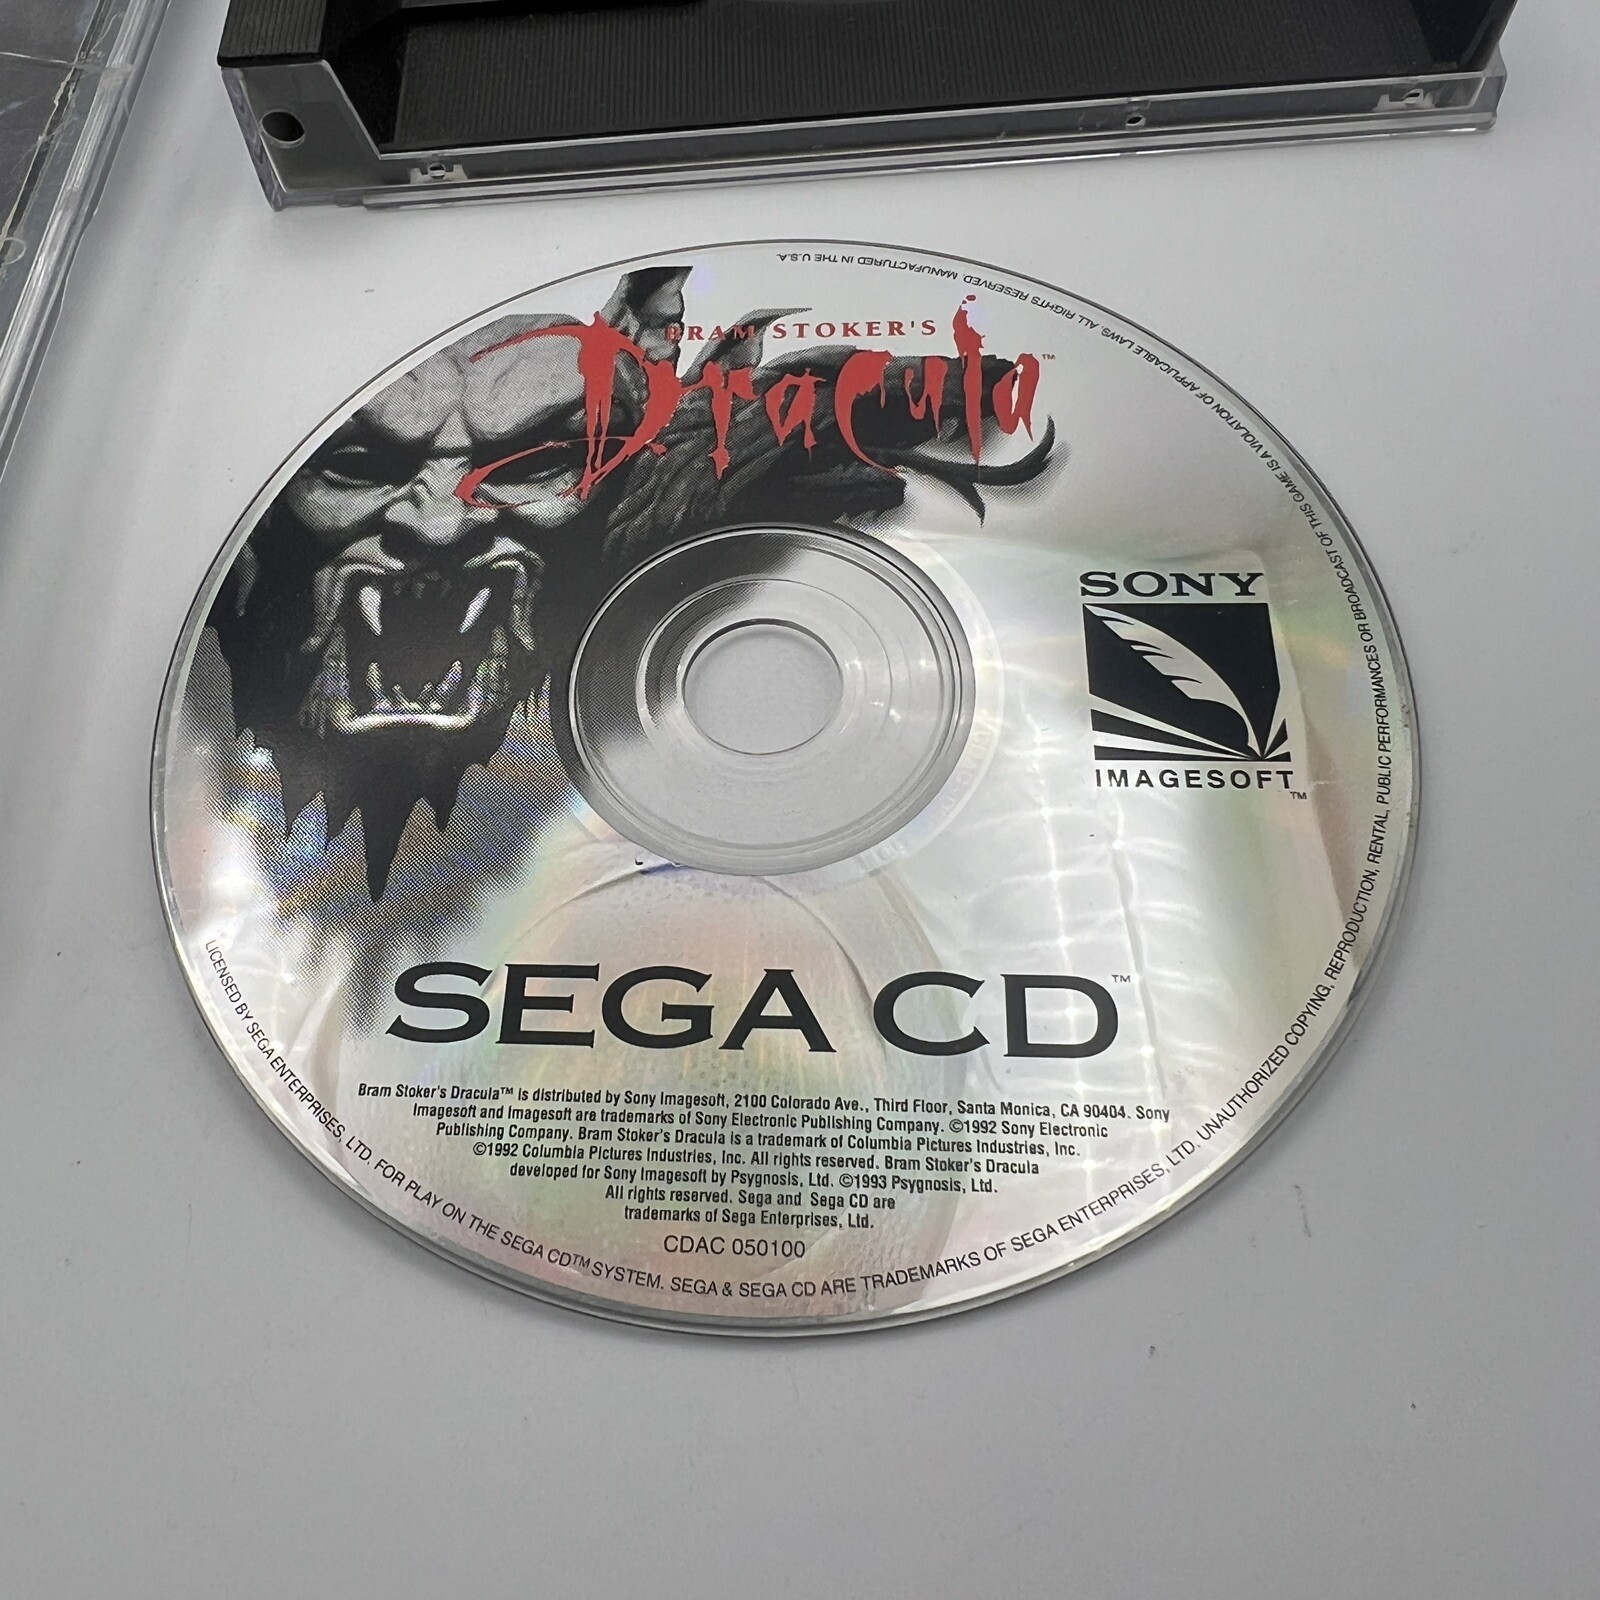 BRAM STOKER'S
Dracula™
SONY
IMAGESOFT™
SEGA CD™
Bram Stoker's Dracula™ is distributed by Sony Imagesoft, 2100 Colorado Ave., Third Floor, Santa Monica, CA 90404. Sony
Imagesoft and Imagesoft are trademarks of Sony Electronic Publishing Company. ©1992 Sony Electronic
Publishing Company. Bram Stoker's Dracula is a trademark of Columbia Pictures Industries, Inc.
©1992 Columbia Pictures Industries, Inc. All rights reserved. Bram Stoker's Dracula
developed for Sony Imagesoft by Psygnosis, Ltd. ©1993 Psygnosis, Ltd.
All rights reserved. Sega and Sega CD are
trademarks of Sega Enterprises, Ltd.
CDAC 050100
LICENSED BY SEGA ENTERPRISES, LTD. FOR PLAY ON THE SEGA CD™ SYSTEM. SEGA & SEGA CD ARE TRADEMARKS OF SEGA ENTERPRISES, LTD. UNAUTHORIZED COPYING, REPRODUCTION, RENTAL, PUBLIC PERFORMANCES OR BROADCAST OF THIS GAME IS A VIOLATION OF APPLICABLE LAWS. ALL RIGHTS RESERVED. MANUFACTURED IN THE U.S.A.